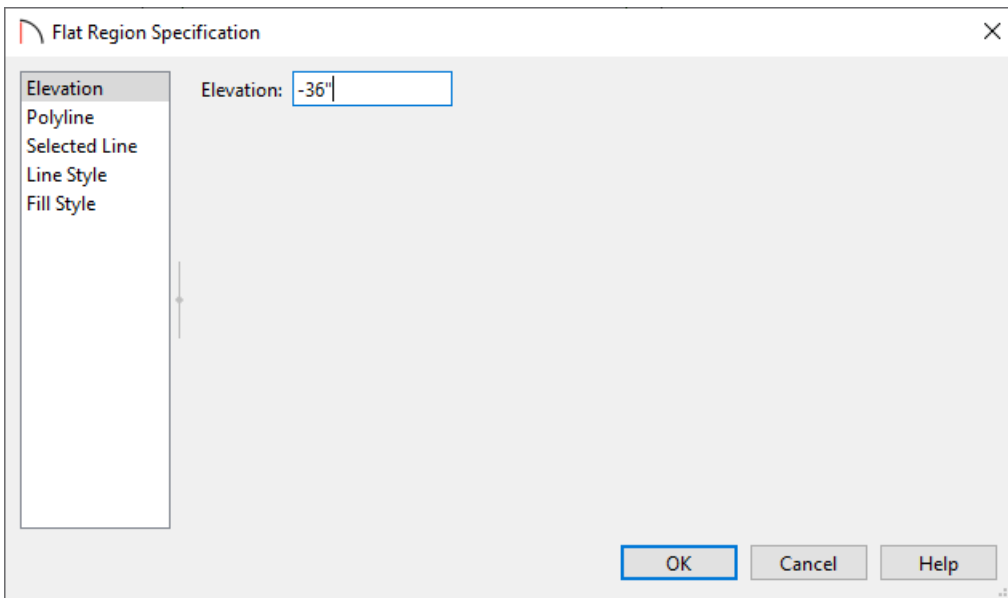 Flat Region Specification
Elevation
Elevation: -36"
Polyline
Selected Line
Line Style
Fill Style
OK Cancel Help